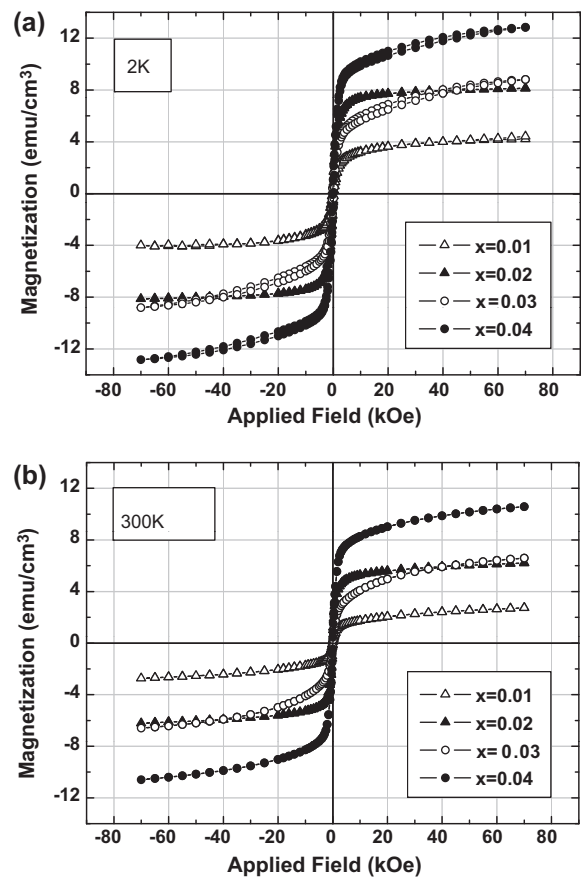 (a)
12
8
4
0
-4
-8
-12
2K
x=0.01
x=0.02
x=0.03
x=0.04
Magnetization (emu/cm³)
-80 -60 -40 -20 0 20 40 60 80
Applied Field (kOe)
(b)
12
8
4
0
-4
-8
-12
300K
x=0.01
x=0.02
x= 0.03
x=0.04
Magnetization (emu/cm³)
-80 -60 -40 -20 0 20 40 60 80
Applied Field (kOe)